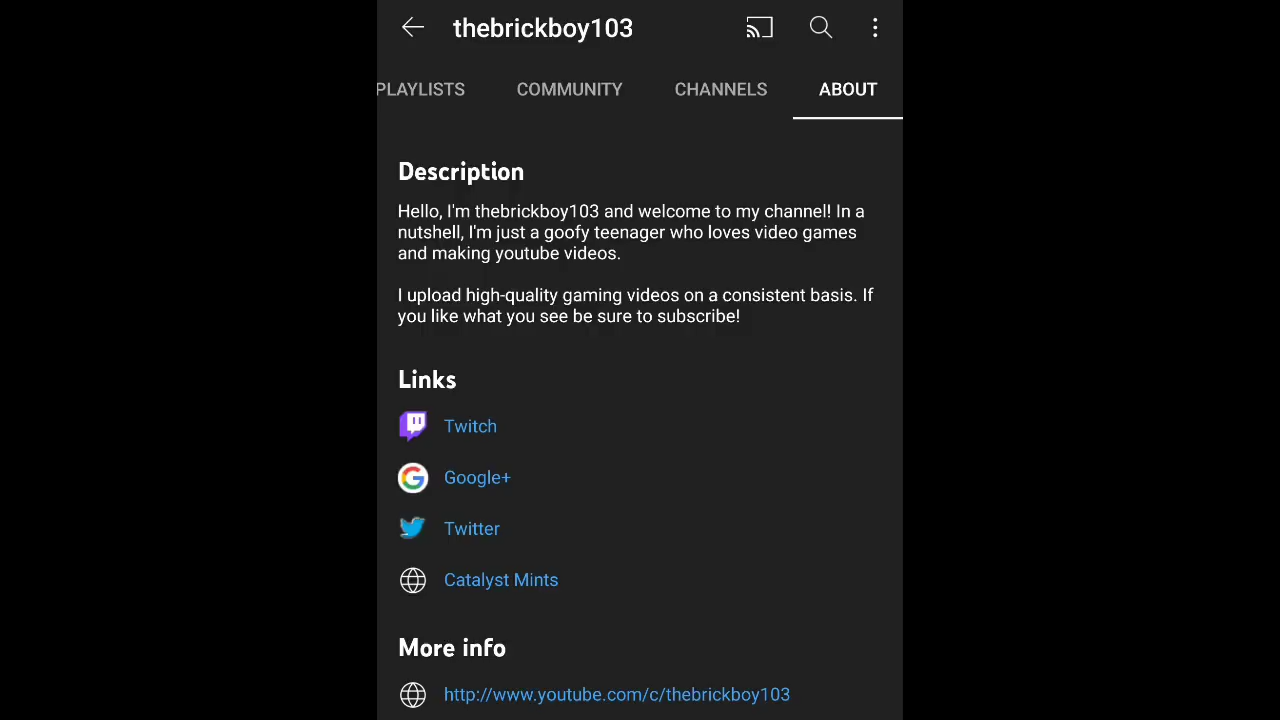 thebrickboy103
PLAYLISTS COMMUNITY CHANNELS ABOUT
Description
Hello, I'm thebrickboy103 and welcome to my channel! In a
nutshell, I'm just a goofy teenager who loves video games
and making youtube videos.
I upload high-quality gaming videos on a consistent basis. If
you like what you see be sure to subscribe!
Links
Twitch
Google+
Twitter
Catalyst Mints
More info
http://www.youtube.com/c/thebrickboy103